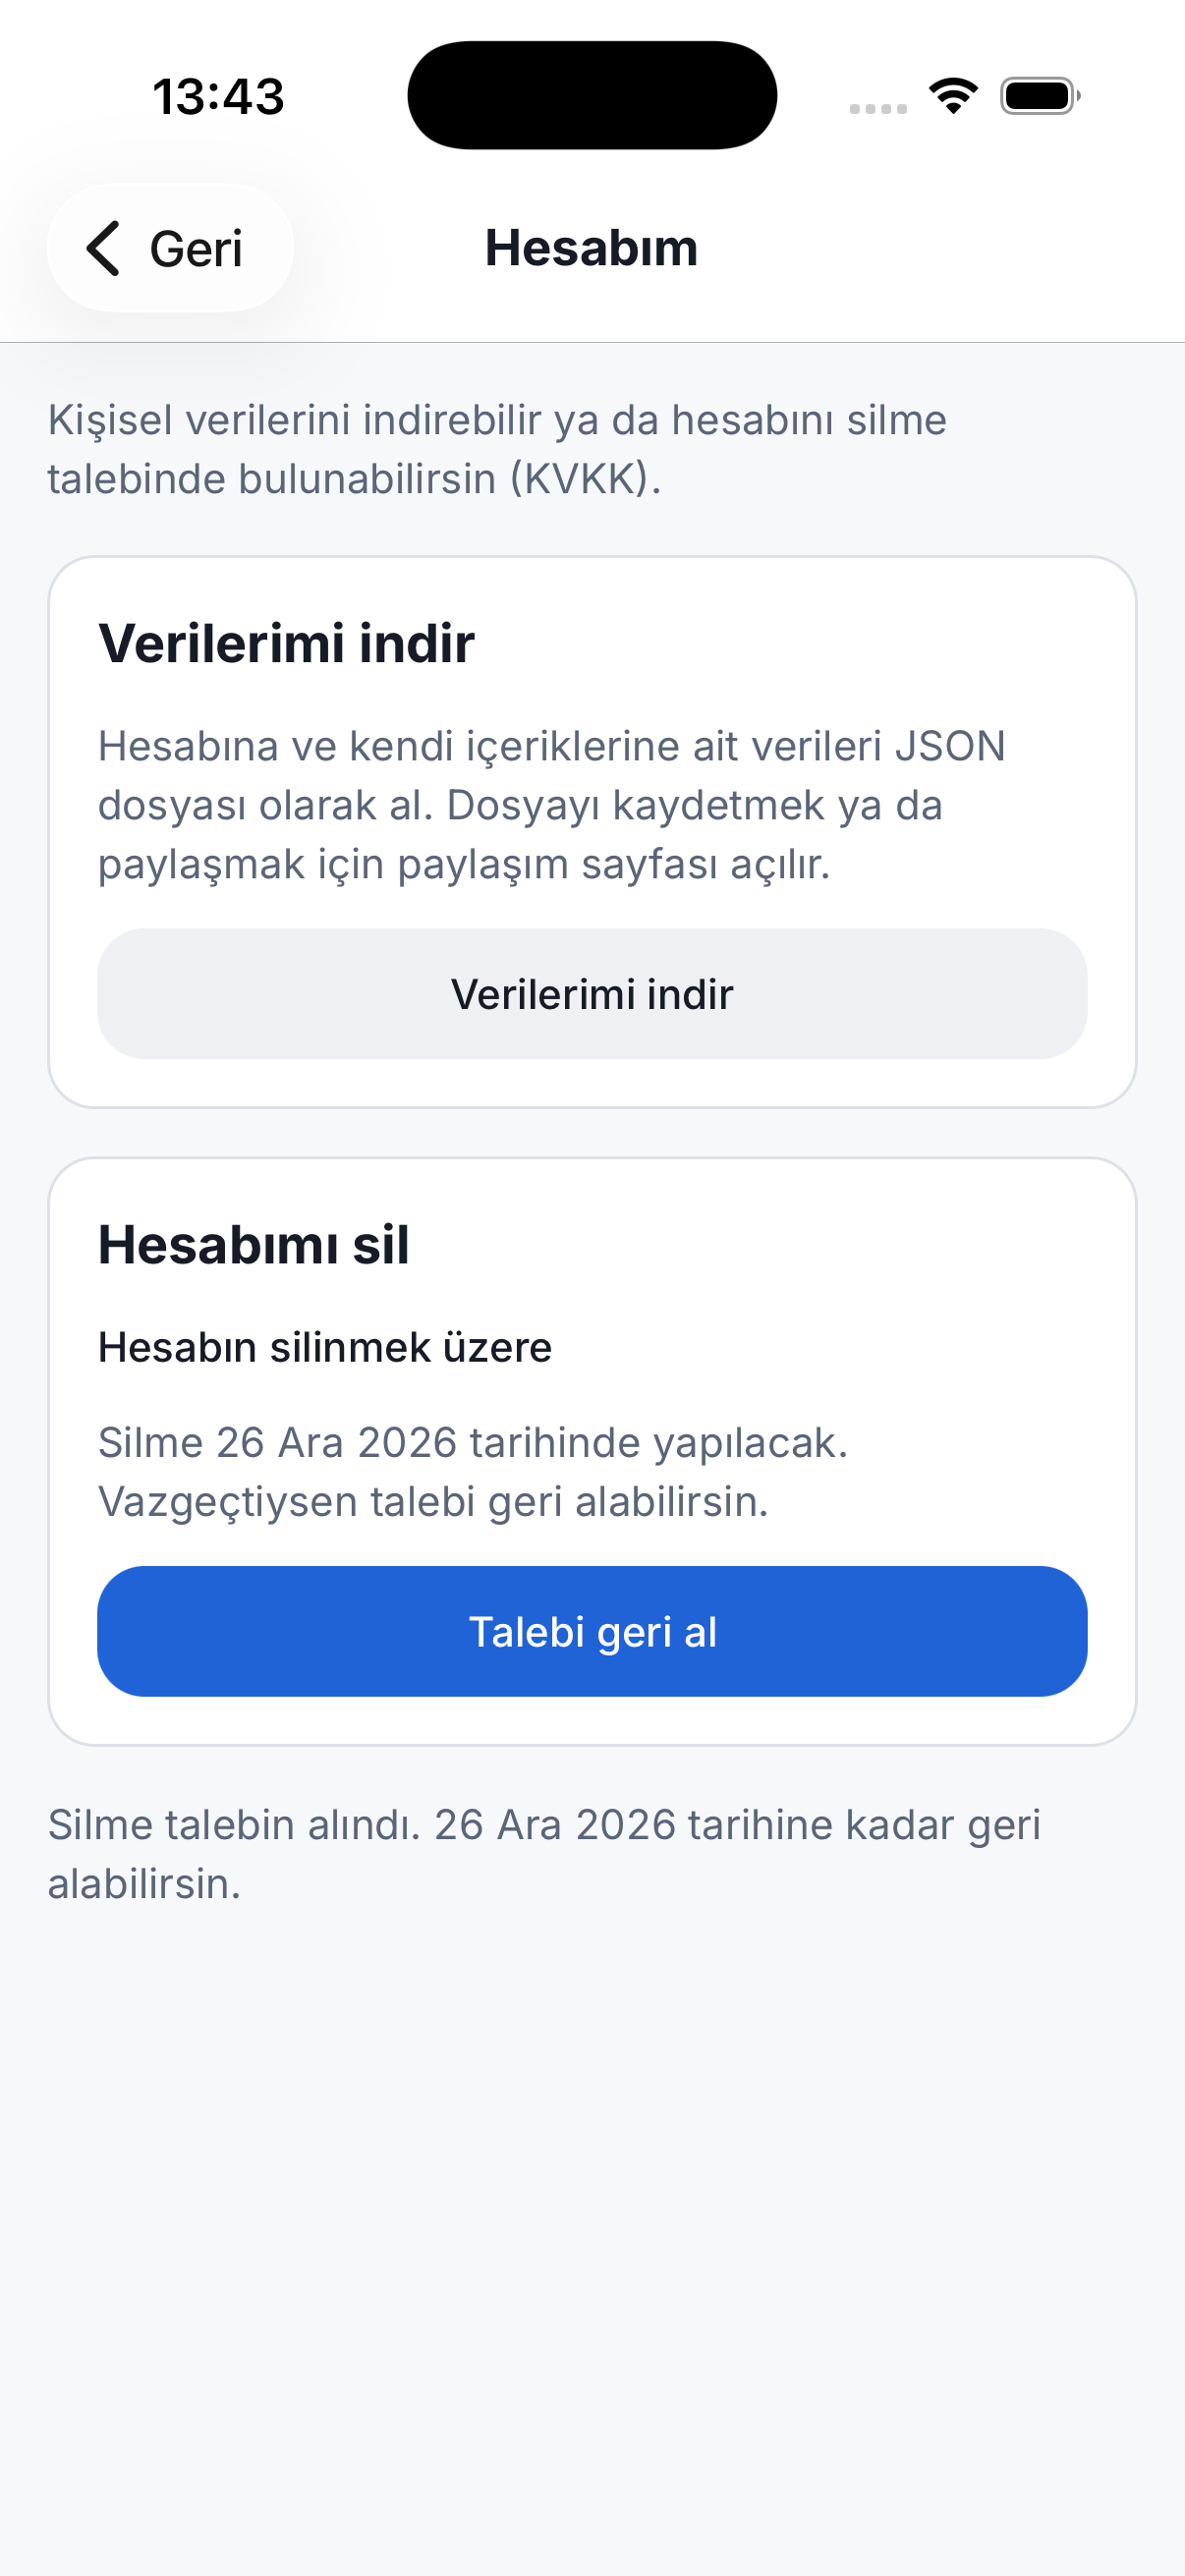 13:43
Geri
Hesabım
Kişisel verilerini indirebilir ya da hesabını silme
talebinde bulunabilirsin (KVKK).
Verilerimi indir
Hesabına ve kendi içeriklerine ait verileri JSON
dosyası olarak al. Dosyayı kaydetmek ya da
paylaşmak için paylaşım sayfası açılır.
Verilerimi indir
Hesabımı sil
Hesabın silinmek üzere
Silme 26 Ara 2026 tarihinde yapılacak.
Vazgeçtiysen talebi geri alabilirsin.
Talebi geri al
Silme talebin alındı. 26 Ara 2026 tarihine kadar geri
alabilirsin.